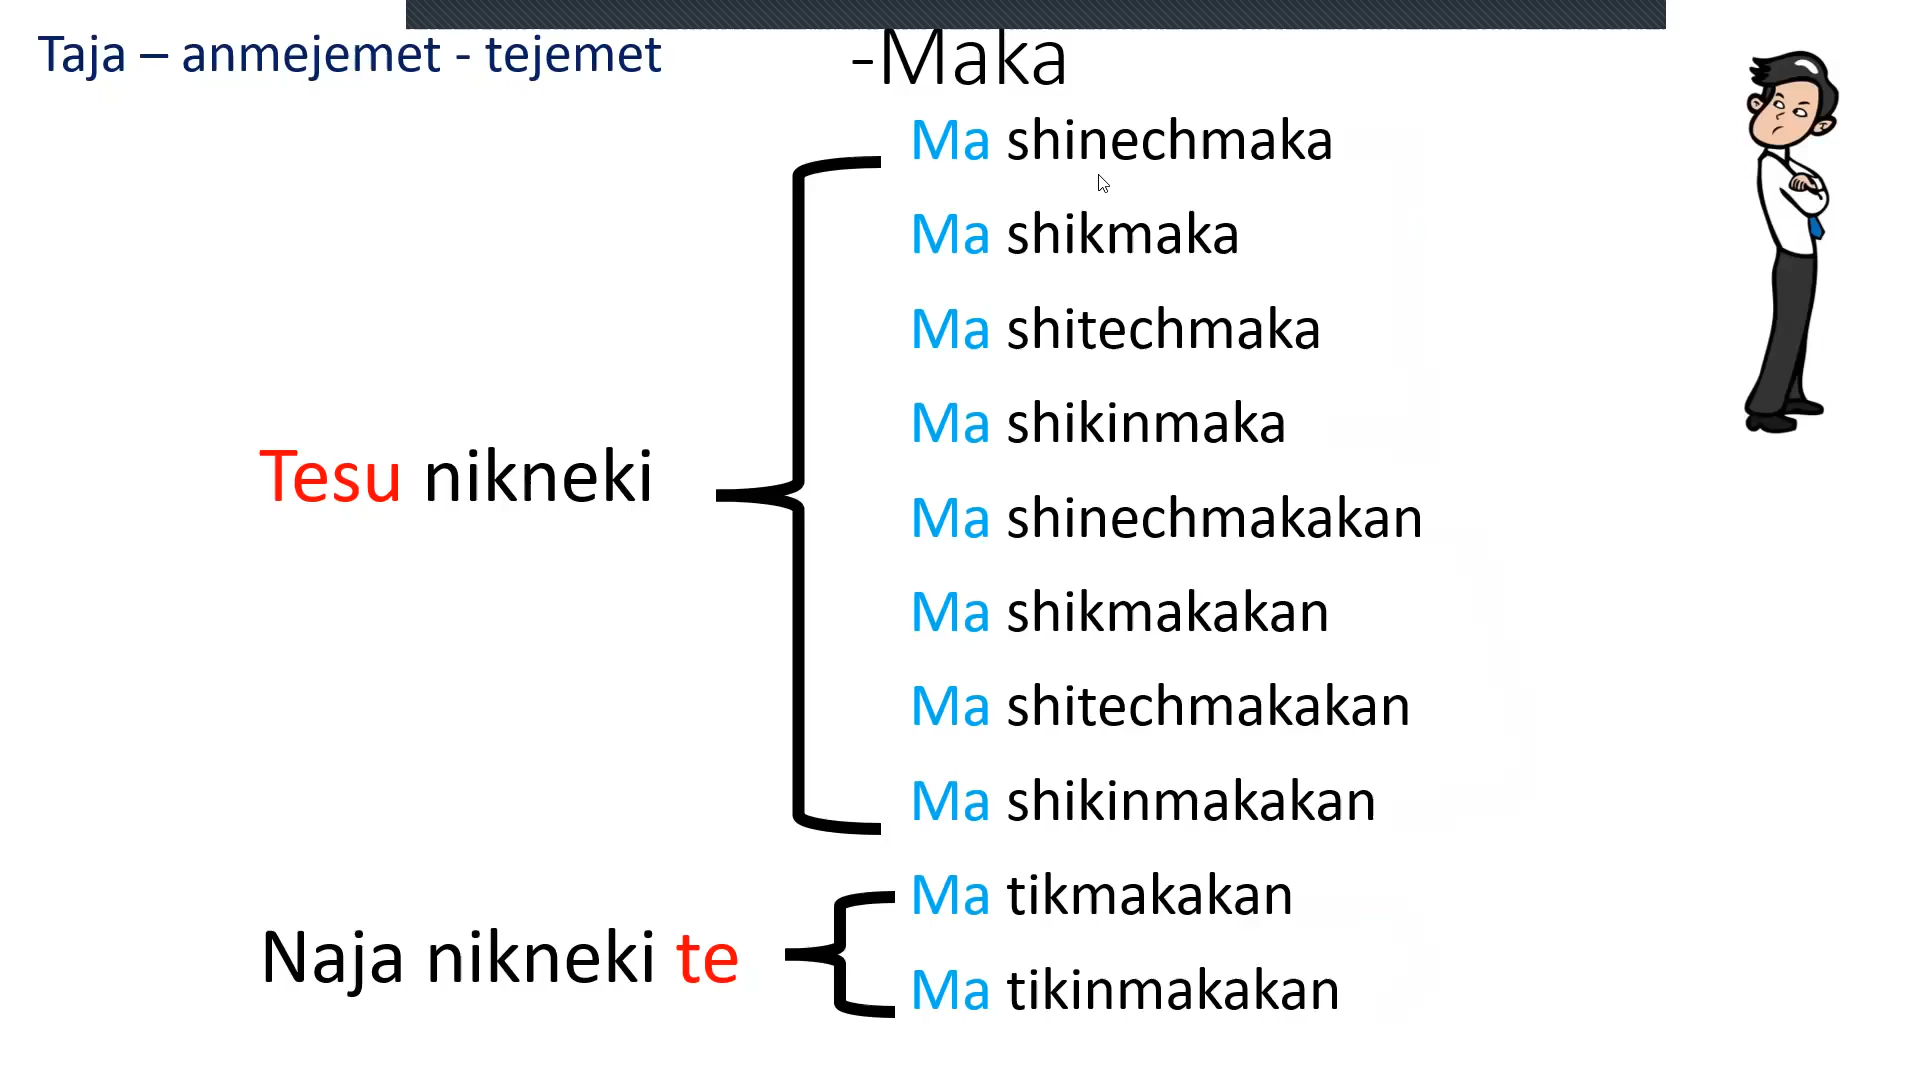 Taja – anmejemet - tejemet
-Maka
Ma shinechmaka
Ma shikmaka
Ma shitechmaka
Ma shikinmaka
Tesu nikneki
Ma shinechmakakan
Ma shikmakakan
Ma shitechmakakan
Ma shikinmakakan
Naja nikneki te
Ma tikmakakan
Ma tikinmakakan